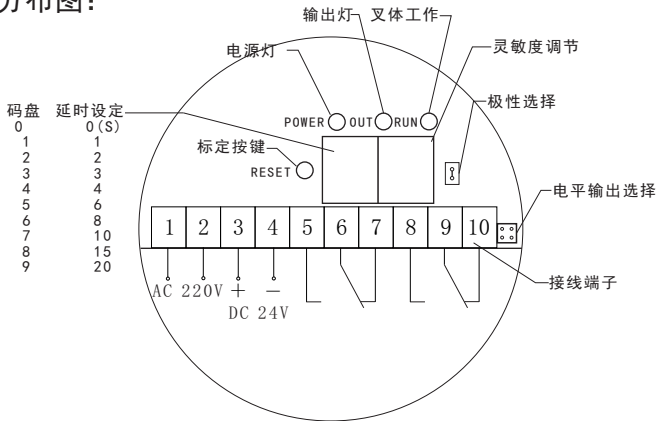 分布图:
输出灯 叉体工作
电源灯
灵敏度调节
码盘 延时设定
极性选择
0 0(S)
POWER OUT RUN
1 1
标定按键
2 2
3 3
RESET
4 4
电平输出选择
5 6
6 8
7 10
8 15
9 20
1 2 3 4 5 6 7 8 9 10
接线端子
AC 220V + −
DC 24V